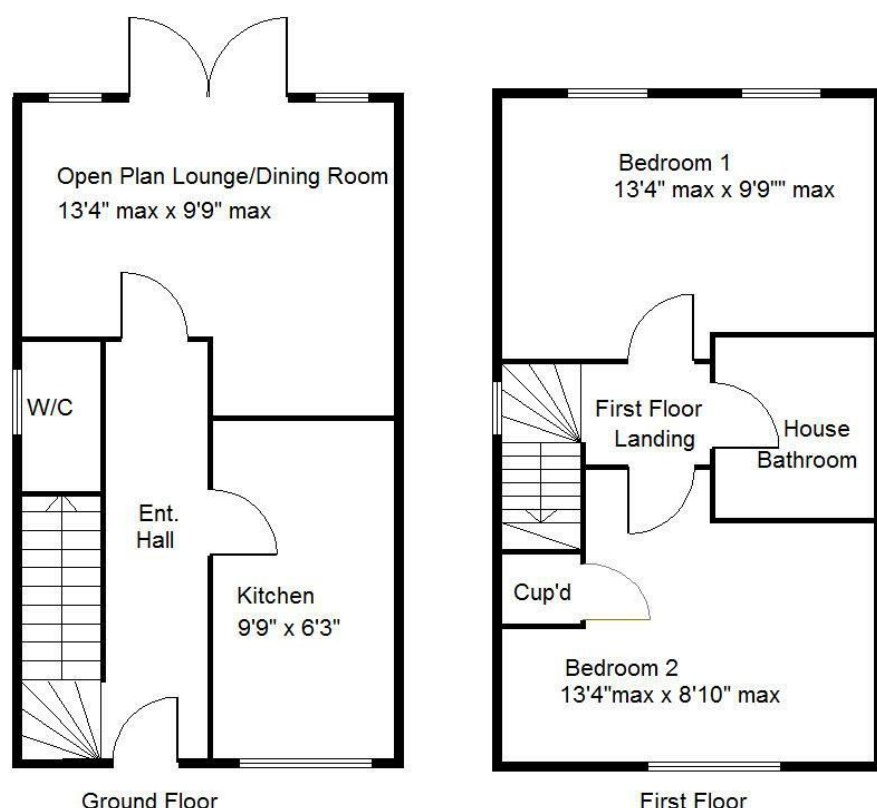 Open Plan Lounge/Dining Room
13'4" max x 9'9" max
W/C
Ent.
Hall
Kitchen
9'9" x 6'3"
Ground Floor
Bedroom 1
13'4" max x 9'9"" max
First Floor
Landing
House
Bathroom
Cup'd
Bedroom 2
13'4"max x 8'10" max
First Floor